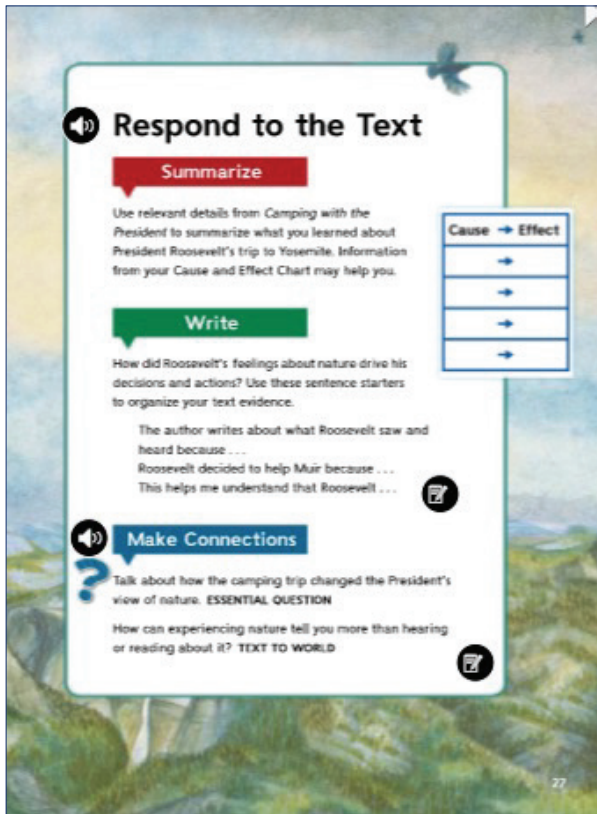 Respond to the Text
Summarize
Use relevant details from Camping with the
President to summarize what you learned about
President Roosevelt's trip to Yosemite. Information
from your Cause and Effect Chart may help you.
Cause → Effect
→
→
→
→
Write
How did Roosevelt's feelings about nature drive his
decisions and actions? Use these sentence starters
to organize your text evidence.
The author writes about what Roosevelt saw and
heard because . . .
Roosevelt decided to help Muir because . . .
This helps me understand that Roosevelt . . .
Make Connections
?
Talk about how the camping trip changed the President's
view of nature. ESSENTIAL QUESTION
How can experiencing nature tell you more than hearing
or reading about it? TEXT TO WORLD
27